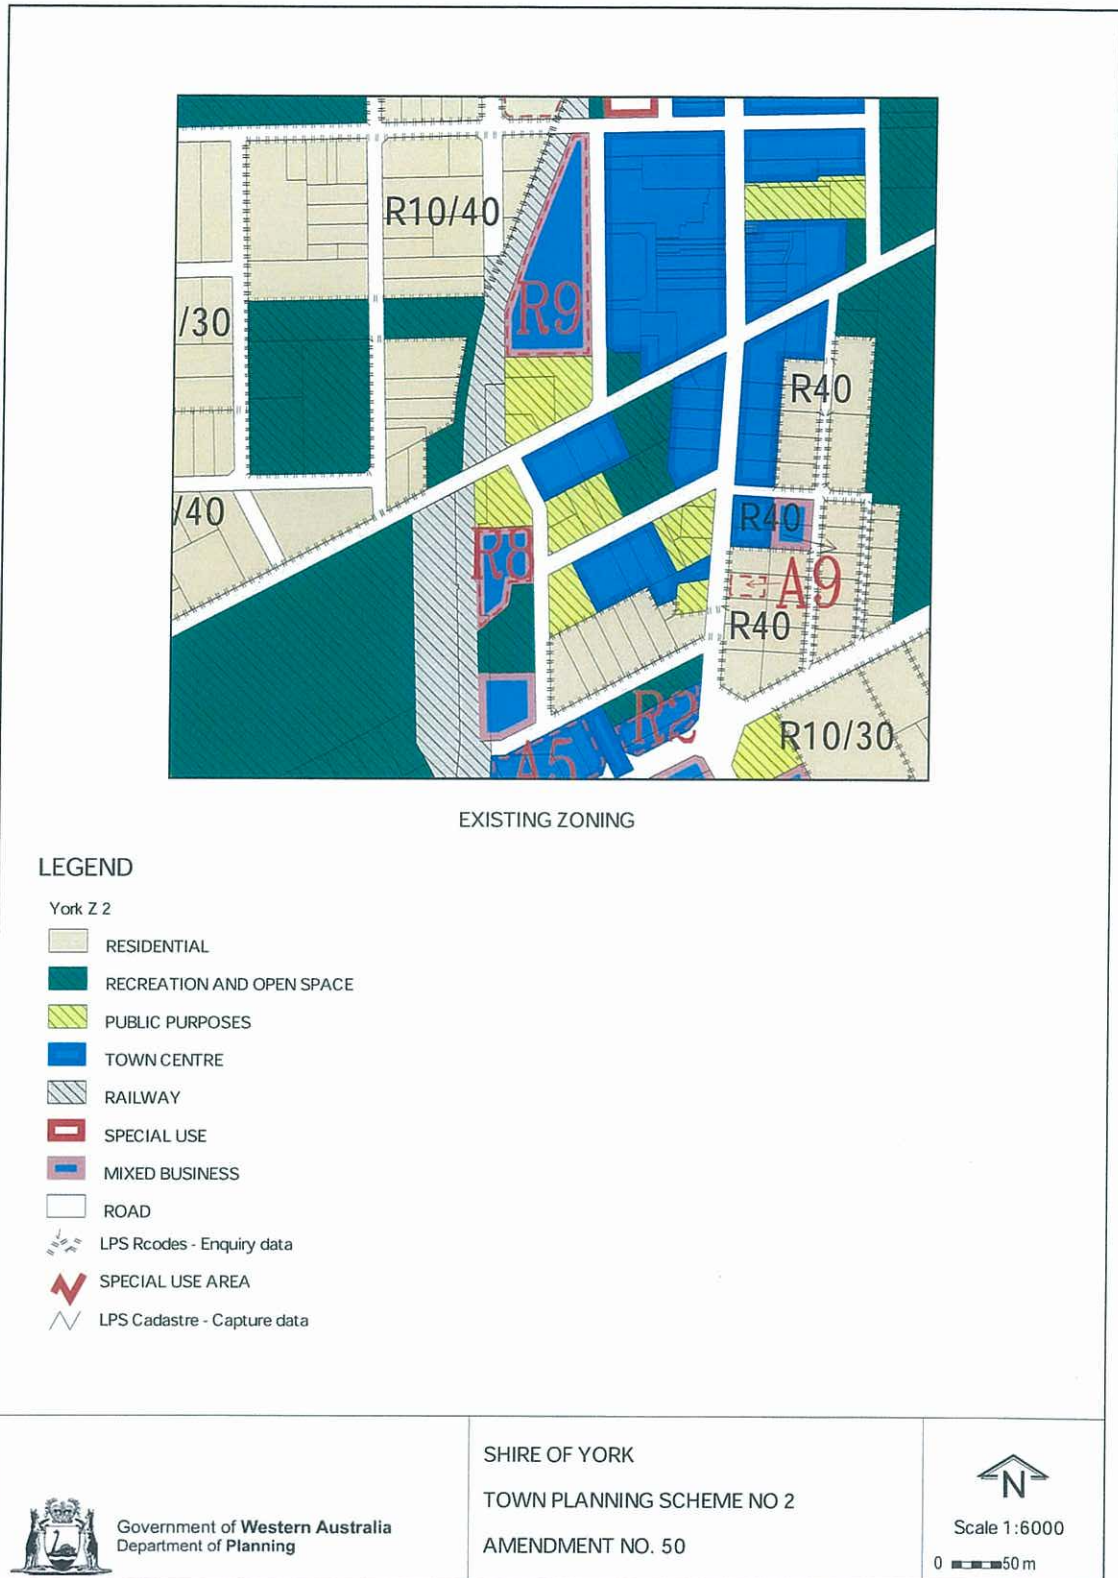 R10/40
/30
R9
R40
/40
R40
R8
A9
R40
R2
R10/30
A5
EXISTING ZONING
LEGEND
York Z 2
RESIDENTIAL
RECREATION AND OPEN SPACE
PUBLIC PURPOSES
TOWN CENTRE
RAILWAY
SPECIAL USE
MIXED BUSINESS
ROAD
LPS Rcodes - Enquiry data
SPECIAL USE AREA
LPS Cadastre - Capture data
Government of Western Australia
Department of Planning
SHIRE OF YORK
TOWN PLANNING SCHEME NO 2
AMENDMENT NO. 50
N
Scale 1:6000
0 50 m